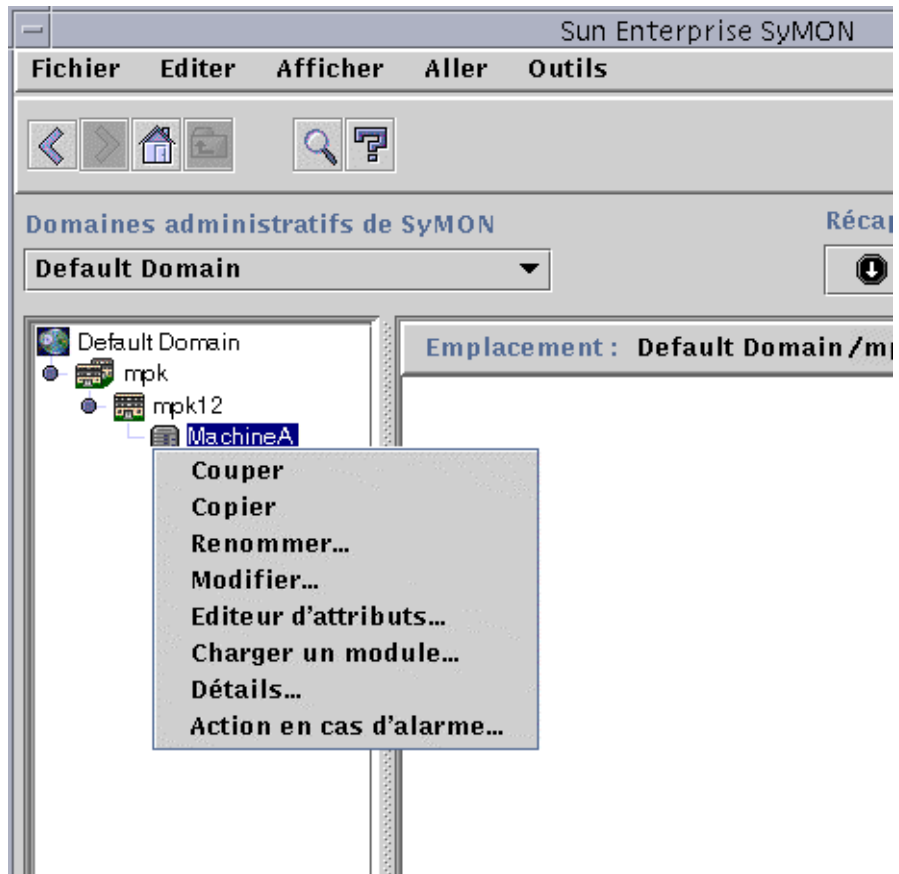 Sun Enterprise SyMON
Fichier Editer Afficher Aller Outils
Domaines administratifs de SyMON
Default Domain
Default Domain
mpk
mpk12
MachineA
Emplacement : Default Domain /
Couper
Copier
Renommer...
Modifier...
Editeur d'attributs...
Charger un module...
Détails...
Action en cas d'alarme...